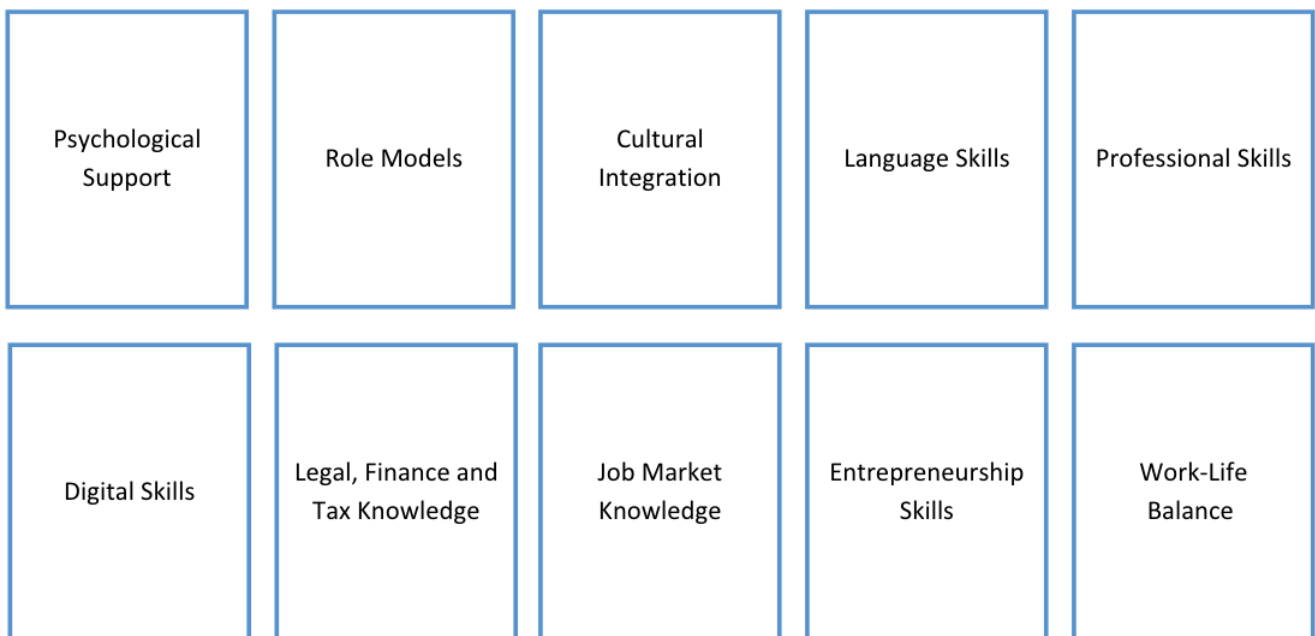 Psychological
Support
Role Models
Cultural
Integration
Language Skills
Professional Skills
Digital Skills
Legal, Finance and
Tax Knowledge
Job Market
Knowledge
Entrepreneurship
Skills
Work-Life
Balance